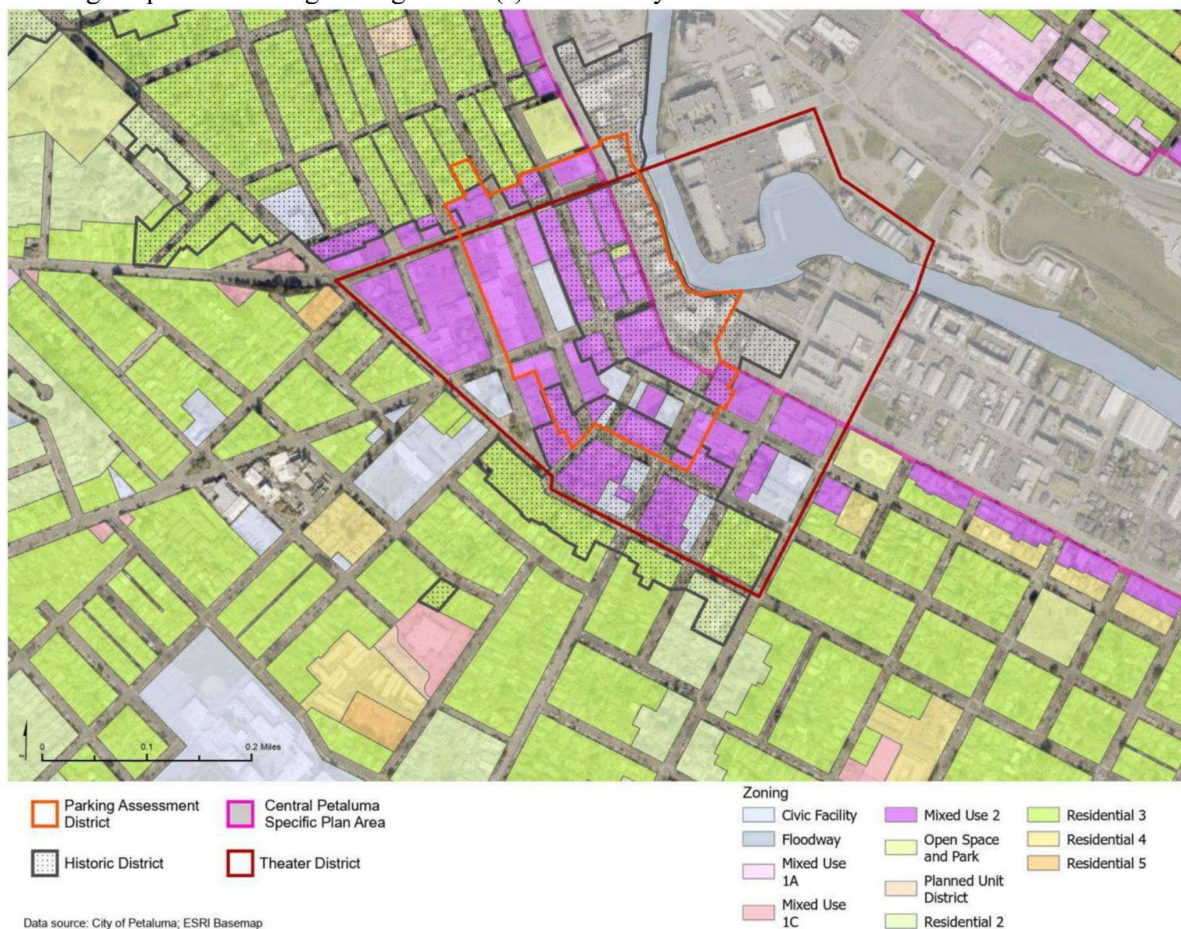 0
0.1
0.2 Miles
Parking Assessment
District
Central Petaluma
Specific Plan Area
Historic District
Theater District
Zoning
Civic Facility
Floodway
Mixed Use
1A
Mixed Use
1C
Mixed Use 2
Open Space
and Park
Planned Unit
District
Residential 2
Residential 3
Residential 4
Residential 5
Data source: City of Petaluma; ESRI Basemap